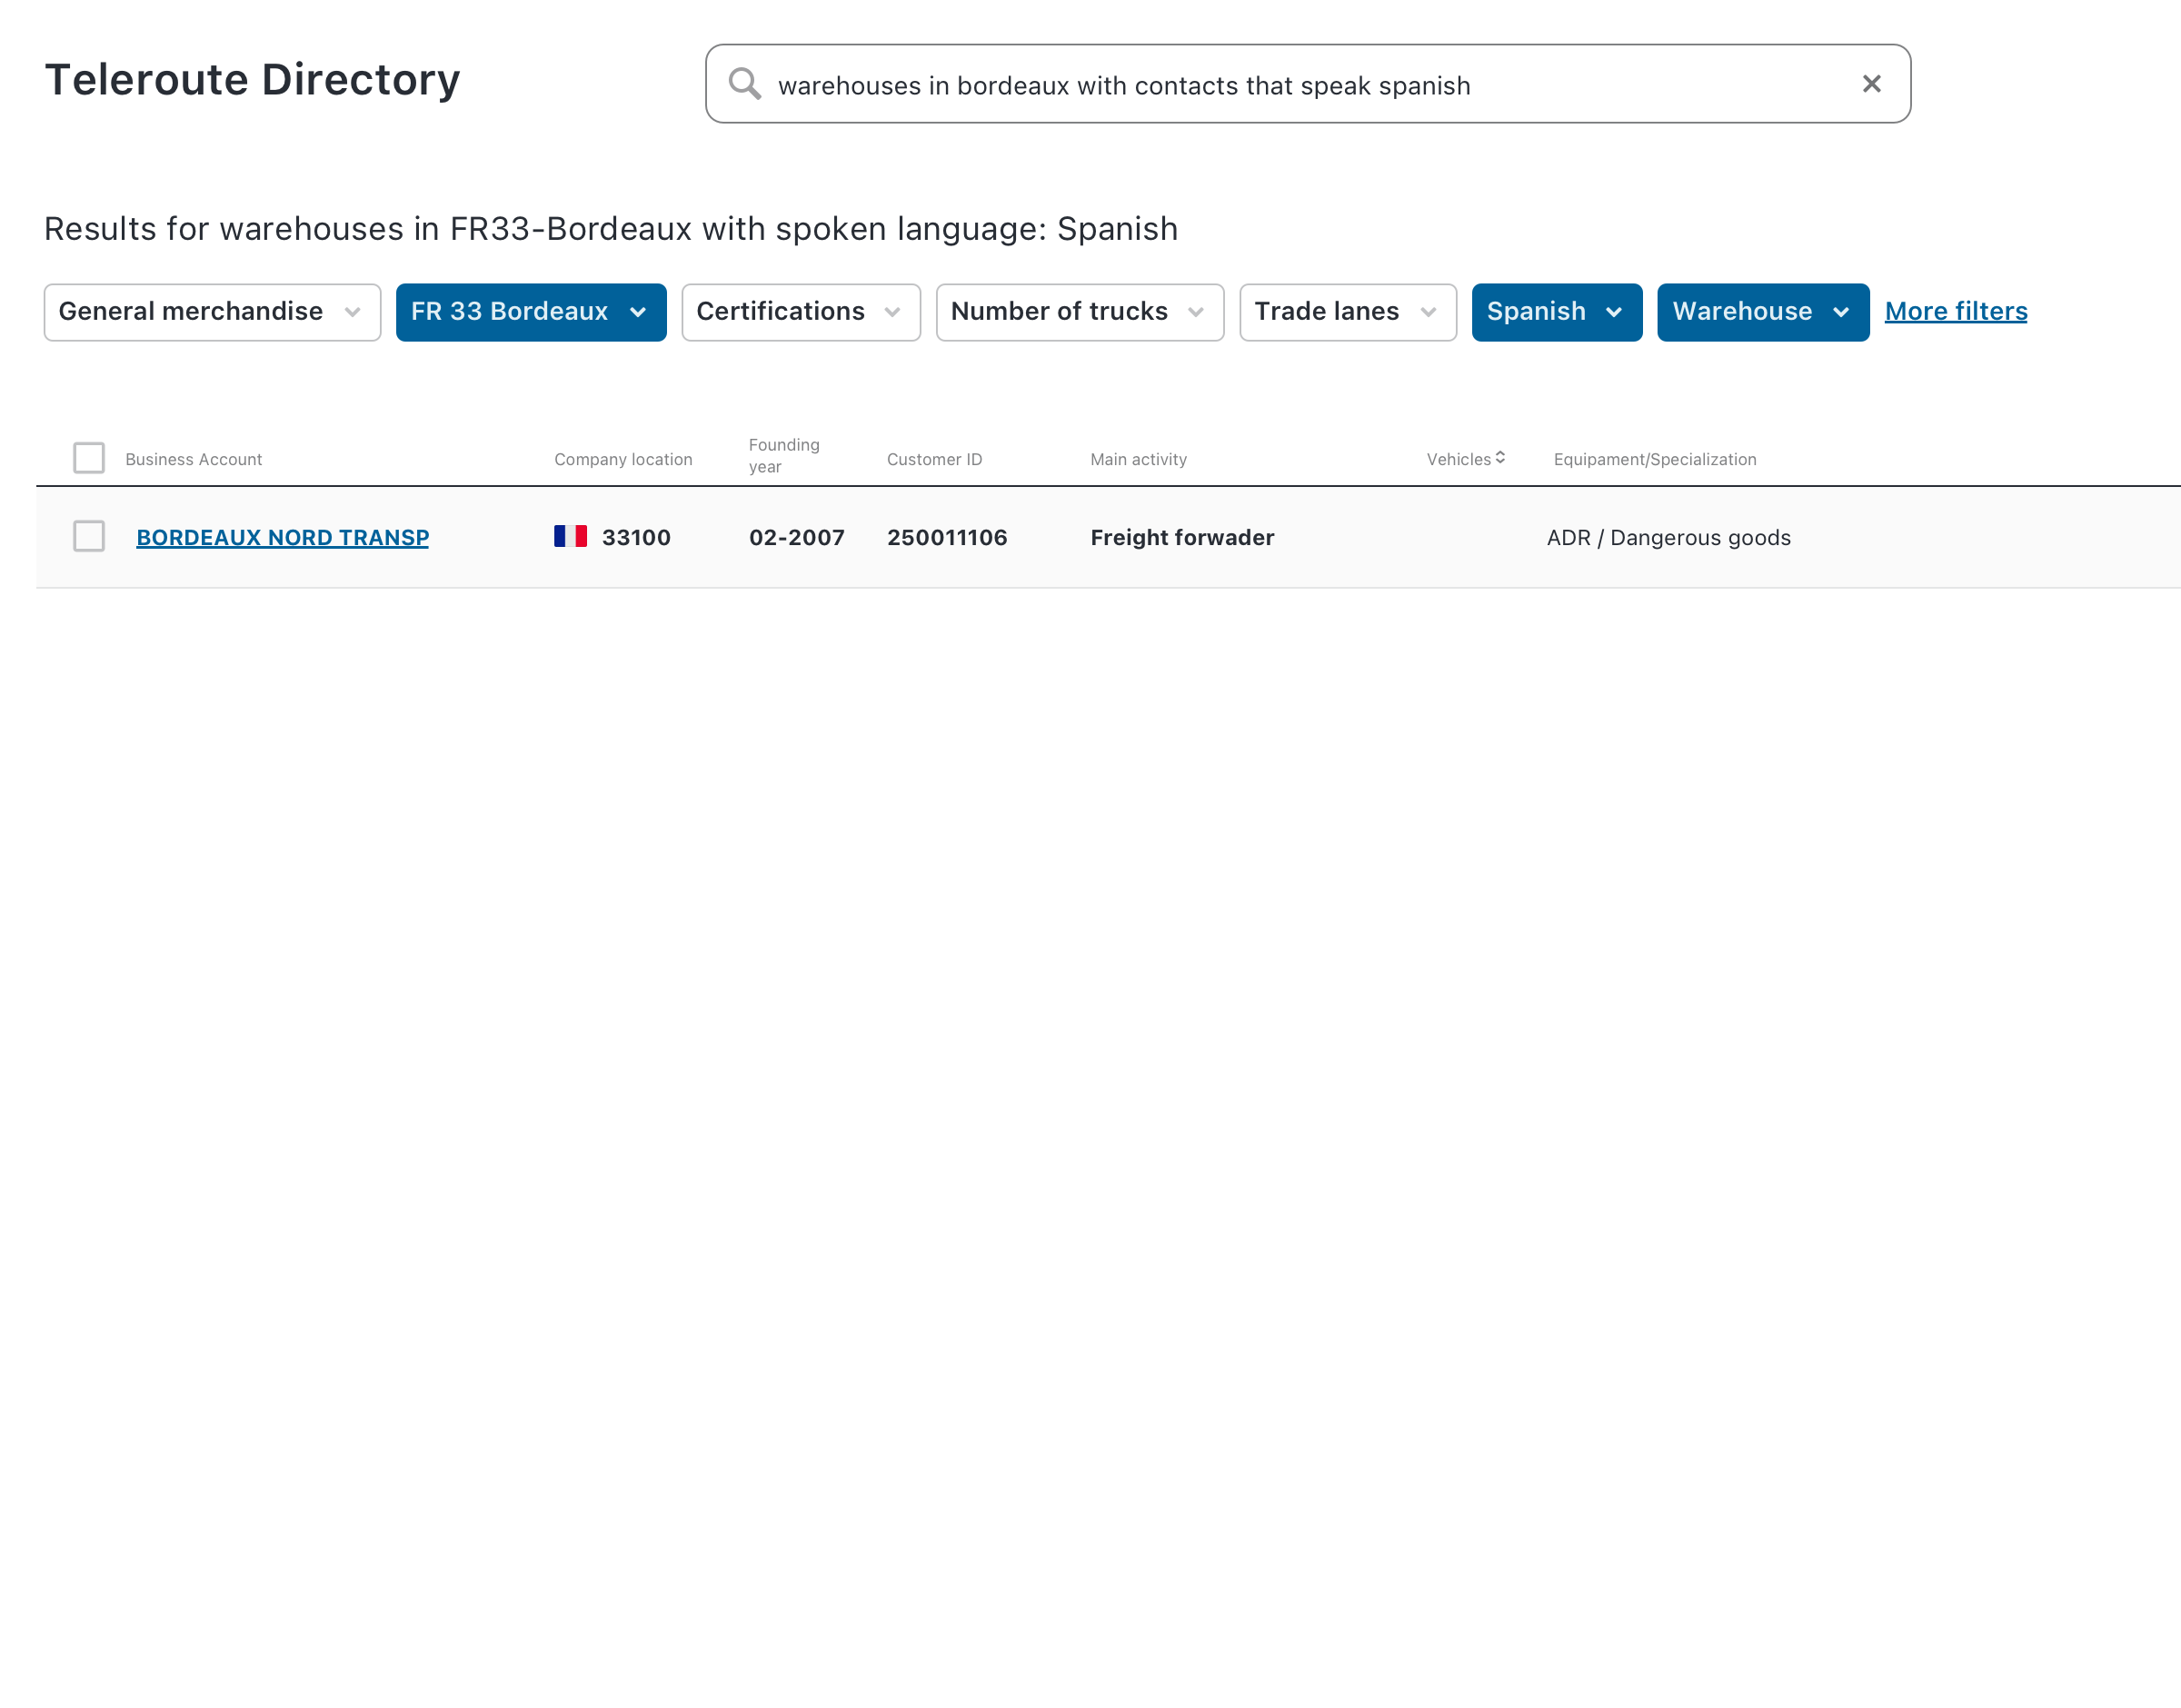 Teleroute Directory
warehouses in bordeaux with contacts that speak spanish
Results for warehouses in FR33-Bordeaux with spoken language: Spanish
General merchandise FR 33 Bordeaux Certifications Number of trucks Trade lanes Spanish Warehouse More filters
Business Account Company location Founding year Customer ID Main activity Vehicles Equipament/Specialization
BORDEAUX NORD TRANSP 33100 02-2007 250011106 Freight forwader ADR / Dangerous goods